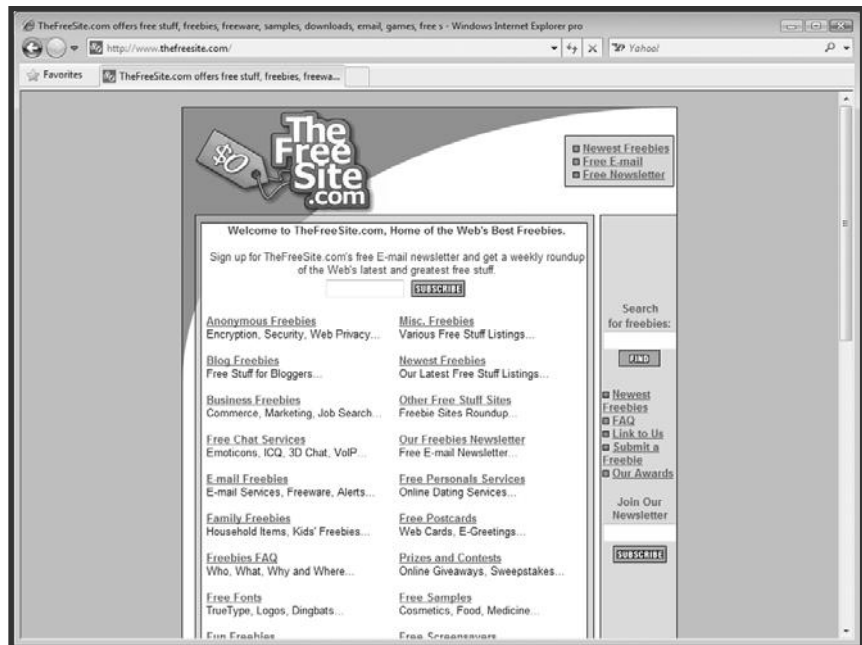 TheFreeSite.com offers free stuff, freebies, freeware, samples, downloads, email, games, free s - Windows Internet Explorer pro
http://www.thefreesite.com/
Yahoo!
Favorites
TheFreeSite.com offers free stuff, freebies, freewa...
$0
The
Free
Site
.com
Newest Freebies
Free E-mail
Free Newsletter
Welcome to TheFreeSite.com, Home of the Web's Best Freebies.
Sign up for TheFreeSite.com's free E-mail newsletter and get a weekly roundup
of the Web's latest and greatest free stuff.
SUBSCRIBE
Anonymous Freebies
Encryption, Security, Web Privacy...
Blog Freebies
Free Stuff for Bloggers...
Business Freebies
Commerce, Marketing, Job Search...
Free Chat Services
Emoticons, ICQ, 3D Chat, VoIP...
E-mail Freebies
E-mail Services, Freeware, Alerts...
Family Freebies
Household Items, Kids' Freebies...
Freebies FAQ
Who, What, Why and Where...
Free Fonts
TrueType, Logos, Dingbats...
Fun Freebies
Misc. Freebies
Various Free Stuff Listings...
Newest Freebies
Our Latest Free Stuff Listings...
Other Free Stuff Sites
Freebie Sites Roundup...
Our Freebies Newsletter
Free E-mail Newsletter...
Free Personals Services
Online Dating Services...
Free Postcards
Web Cards, E-Greetings...
Prizes and Contests
Online Giveaways, Sweepstakes...
Free Samples
Cosmetics, Food, Medicine...
Free Screensavers
Search
for freebies:
FIND
Newest
Freebies
FAQ
Link to Us
Submit a
Freebie
Our Awards
Join Our
Newsletter
SUBSCRIBE